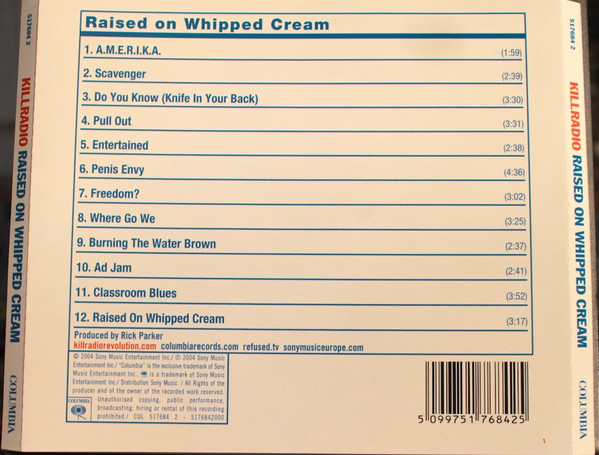 Raised on Whipped Cream
1. A.M.E.R.I.K.A. (1:59)
2. Scavenger (2:39)
3. Do You Know (Knife In Your Back) (3:30)
4. Pull Out (3:31)
5. Entertained (2:38)
6. Penis Envy (4:36)
7. Freedom? (3:02)
8. Where Go We (3:25)
9. Burning The Water Brown (2:37)
10. Ad Jam (2:41)
11. Classroom Blues (3:52)
12. Raised On Whipped Cream (3:17)
Produced by Rick Parker
killradiorevolution.com columbiarecords.com refused.tv sonymusiceurope.com
© 2004 Sony Music Entertainment Inc./ ℗ 2004 Sony Music
Entertainment Inc./ "Columbia" is the exclusive trademark of Sony
Music Entertainment Inc., is a trademark of Sony Music
Entertainment Inc./ Distribution Sony Music. / All Rights of the
producer and of the owner of the recorded work reserved.
Unauthorised copying, public performance,
broadcasting, hiring or rental of this recording
prohibited./ COL 517684 2 - 5176842000
COLUMBIA
5 099751 768425
517684 2
KILLRADIO RAISED ON WHIPPED CREAM
COLUMBIA
517684 2
KILLRADIO RAISED ON WHIPPED CREAM
COLUMBIA